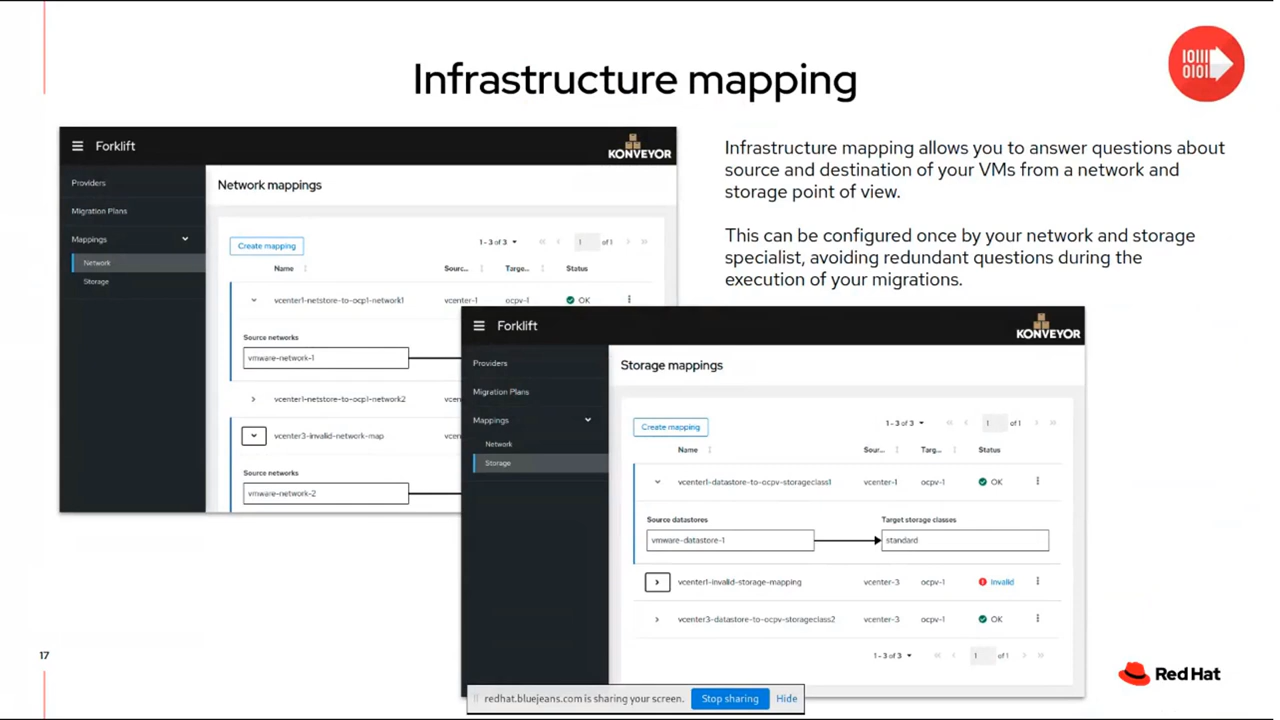 Infrastructure mapping
1011
0101
Forklift
KONVEYOR
Providers
Migration Plans
Mappings
Network
Storage
Network mappings
Create mapping
1 - 3 of 3
1
of 1
Name
Sourc...
Targe...
Status
vcenter1-netstore-to-ocp1-network1
vcenter-1
ocpv-1
OK
Source networks
vmware-network-1
vcenter1-netstore-to-ocp1-network2
vcen
vcenter3-invalid-network-map
vcen
Source networks
vmware-network-2
Infrastructure mapping allows you to answer questions about
source and destination of your VMs from a network and
storage point of view.
This can be configured once by your network and storage
specialist, avoiding redundant questions during the
execution of your migrations.
Forklift
KONVEYOR
Providers
Migration Plans
Mappings
Network
Storage
Storage mappings
Create mapping
1 - 3 of 3
1
of 1
Name
Sour...
Targ...
Status
vcenter1-datastore-to-ocpv-storageclass1
vcenter-1
ocpv-1
OK
Source datastores
Target storage classes
vmware-datastore-1
standard
vcenter1-invalid-storage-mapping
vcenter-3
ocpv-1
Invalid
vcenter3-datastore-to-ocpv-storageclass2
vcenter-3
ocpv-1
OK
1 - 3 of 3
1
of 1
17
Red Hat
redhat.bluejeans.com is sharing your screen.
Stop sharing
Hide